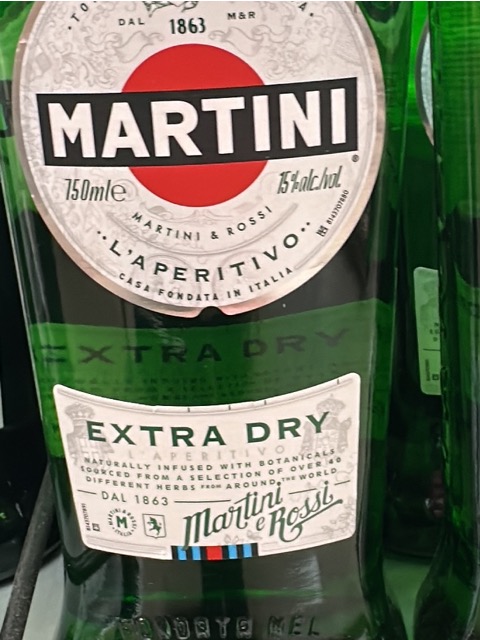 DAL M&R
1863
MARTINI
750ml e 15% alc./vol.
MARTINI & ROSSI
L'APERITIVO
CASA FONDATA IN ITALIA
EXTRA DRY
EXTRA DRY
L'APERITIVO
NATURALLY INFUSED WITH BOTANICALS
SOURCED FROM A SELECTION OF OVER 40
DIFFERENT HERBS FROM AROUND THE WORLD
DAL 1863
Martini
e Rossi
M